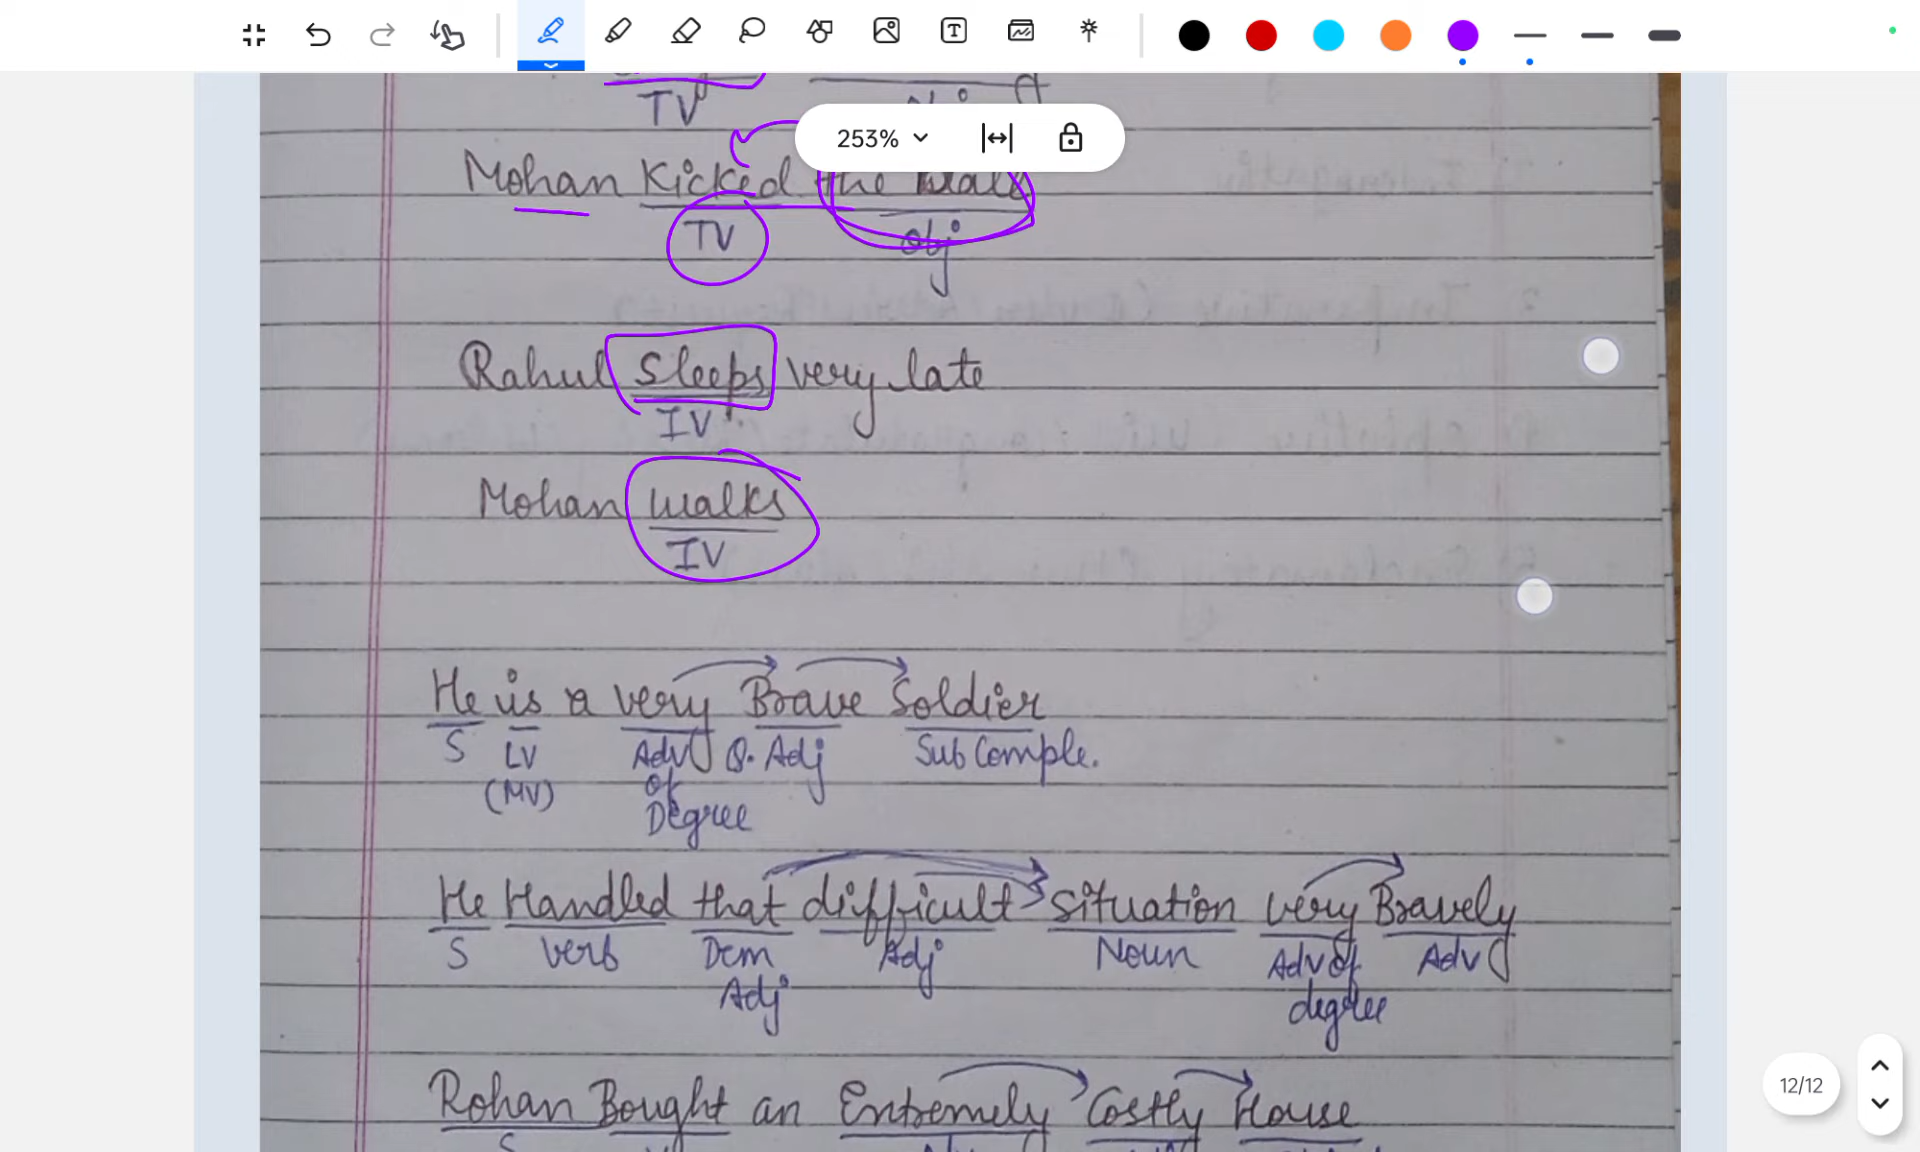 253%
TV
Mohan Kicked the Ball
TV obj
Rahul Sleeps very late
IV
Mohan walks
IV
He is a very Brave Soldier
S LV Adv Q. Adj Sub Comple.
(MV) of
Degree
He Handled that difficult situation very Bravely
S Verb Dem Adj Noun Adv of Adv
Adj degree
Rohan Bought an Extremely Costly House
12/12